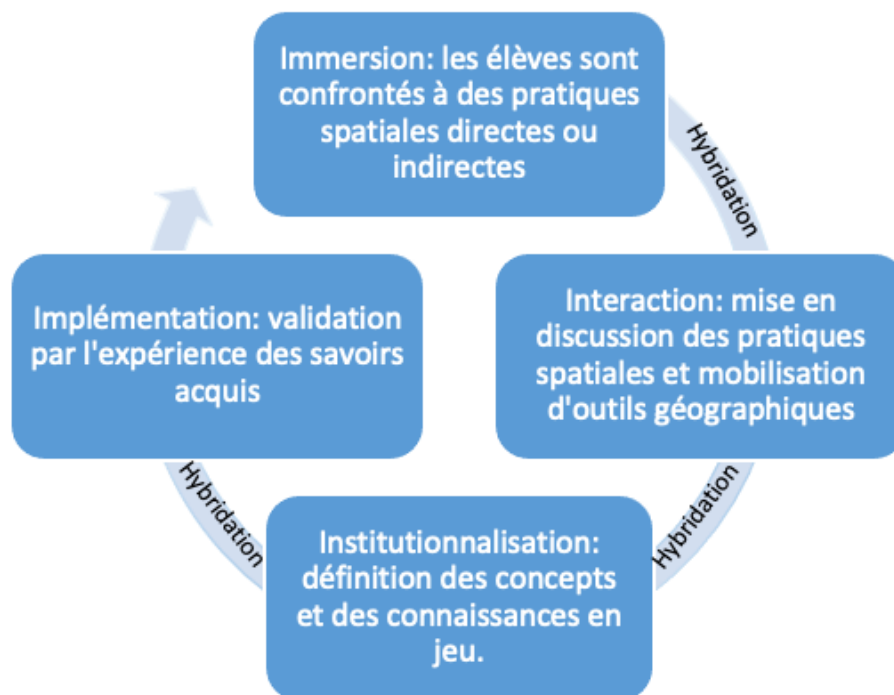 Immersion: les élèves sont
confrontés à des pratiques
spatiales directes ou
indirectes
Hybridation
Interaction: mise en
discussion des pratiques
spatiales et mobilisation
d'outils géographiques
Hybridation
Institutionnalisation:
définition des concepts
et des connaissances en
jeu.
Hybridation
Implémentation: validation
par l'expérience des savoirs
acquis